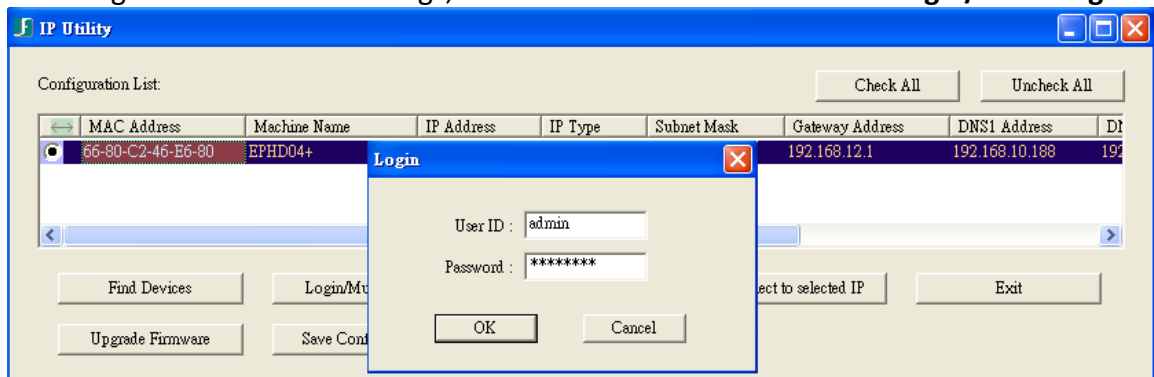 IP Utility
Configuration List:
Check All
Uncheck All
MAC Address
Machine Name
IP Address
IP Type
Subnet Mask
Gateway Address
DNS1 Address
66-80-C2-46-E6-80
EPHD04+
192.168.12.1
192.168.10.188
192
Login
User ID :
admin
Password :
********
OK
Cancel
Find Devices
Login/Mu
ect to selected IP
Exit
Upgrade Firmware
Save Conf